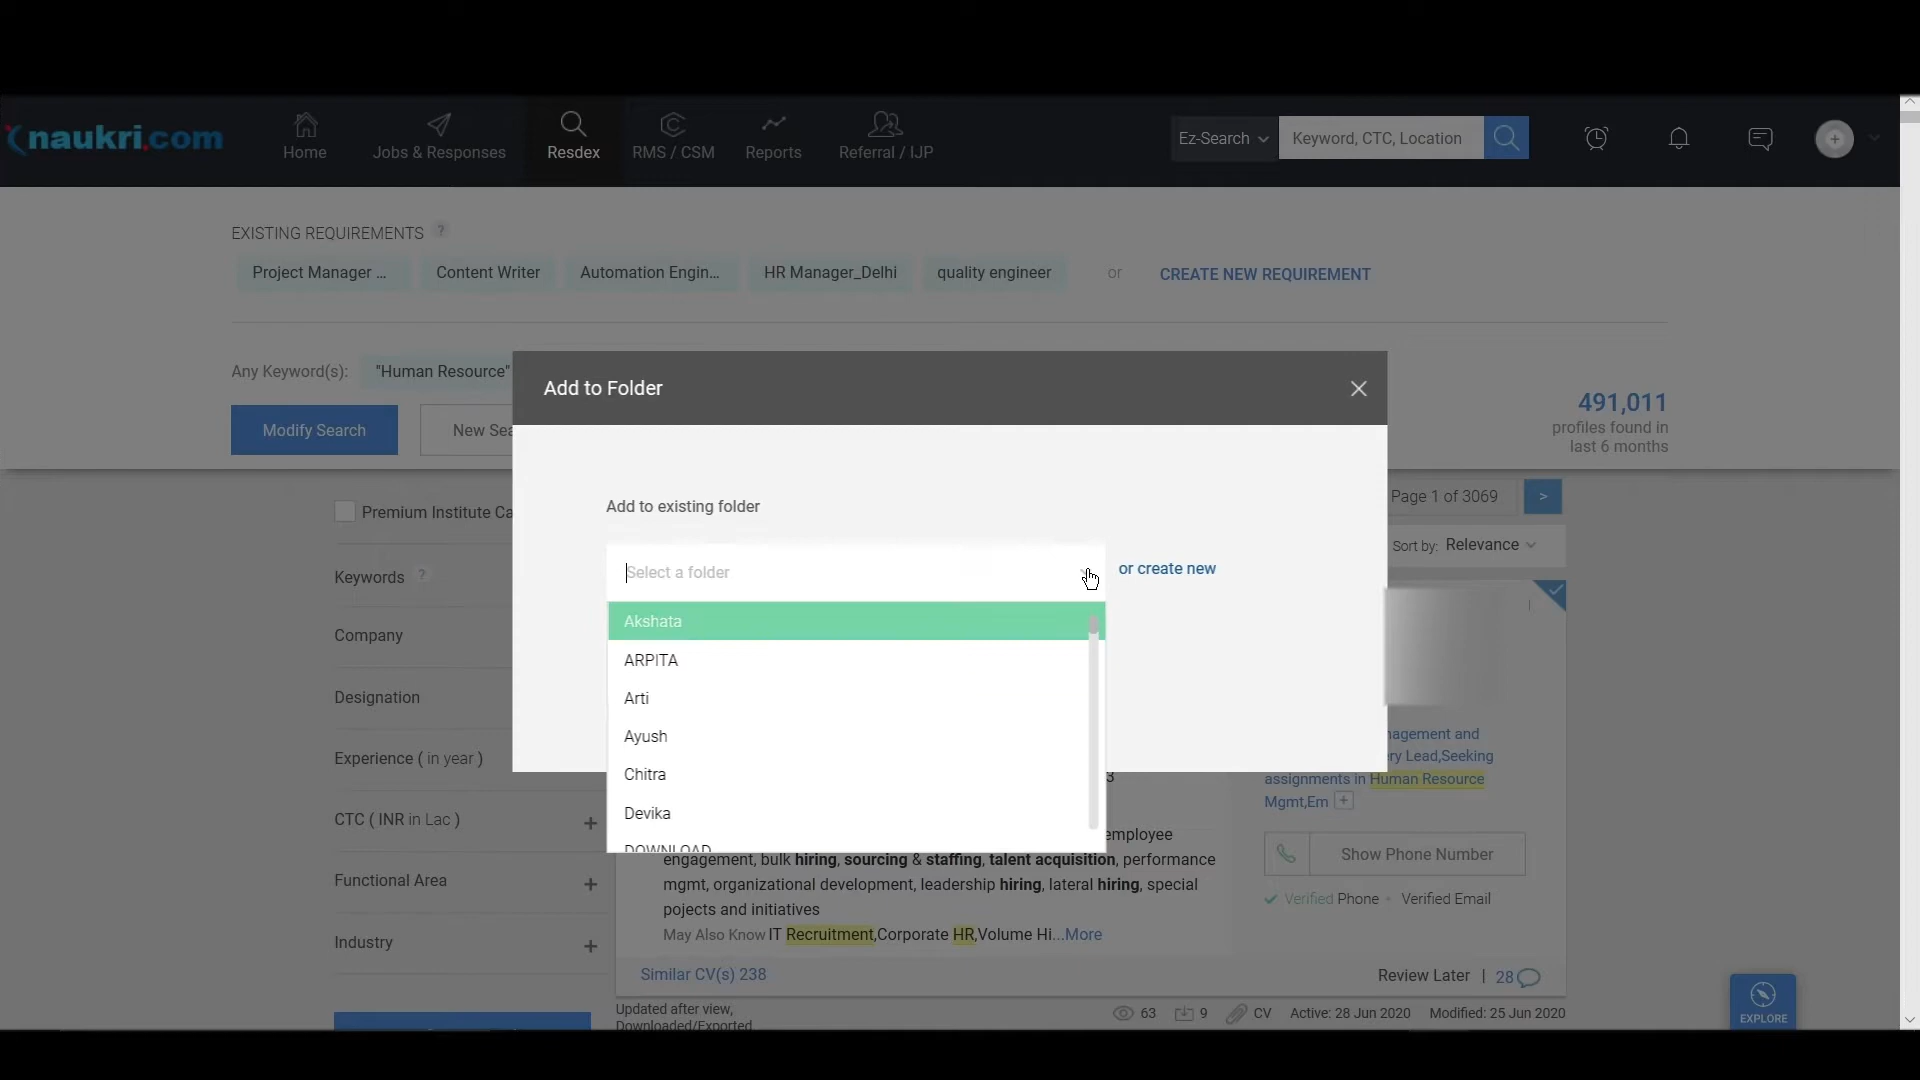 naukri.com
Home
Jobs & Responses
Resdex
RMS / CSM
Reports
Referral / IJP
Ez-Search
Keyword, CTC, Location
EXISTING REQUIREMENTS ?
Project Manager ...
Content Writer
Automation Engin...
HR Manager_Delhi
quality engineer
or
CREATE NEW REQUIREMENT
Any Keyword(s):
"Human Resource"
Modify Search
New Sea
491,011
profiles found in
last 6 months
Add to Folder
Add to existing folder
Select a folder
or create new
Akshata
ARPITA
Arti
Ayush
Chitra
Devika
DOWNLOAD
Premium Institute Ca
Keywords ?
Company
Designation
Experience ( in year )
CTC ( INR in Lac ) +
Functional Area +
Industry +
Page 1 of 3069 >
Sort by: Relevance
nagement and
ry Lead,Seeking
assignments in Human Resource
Mgmt,Em +
3
employee
engagement, bulk hiring, sourcing & staffing, talent acquisition, performance
mgmt, organizational development, leadership hiring, lateral hiring, special
pojects and initiatives
May Also Know IT Recruitment,Corporate HR,Volume Hi...More
Show Phone Number
Verified Phone • Verified Email
Similar CV(s) 238
Review Later | 28
Updated after view,
Downloaded/Exported
63
9
CV
Active: 28 Jun 2020
Modified: 25 Jun 2020
EXPLORE